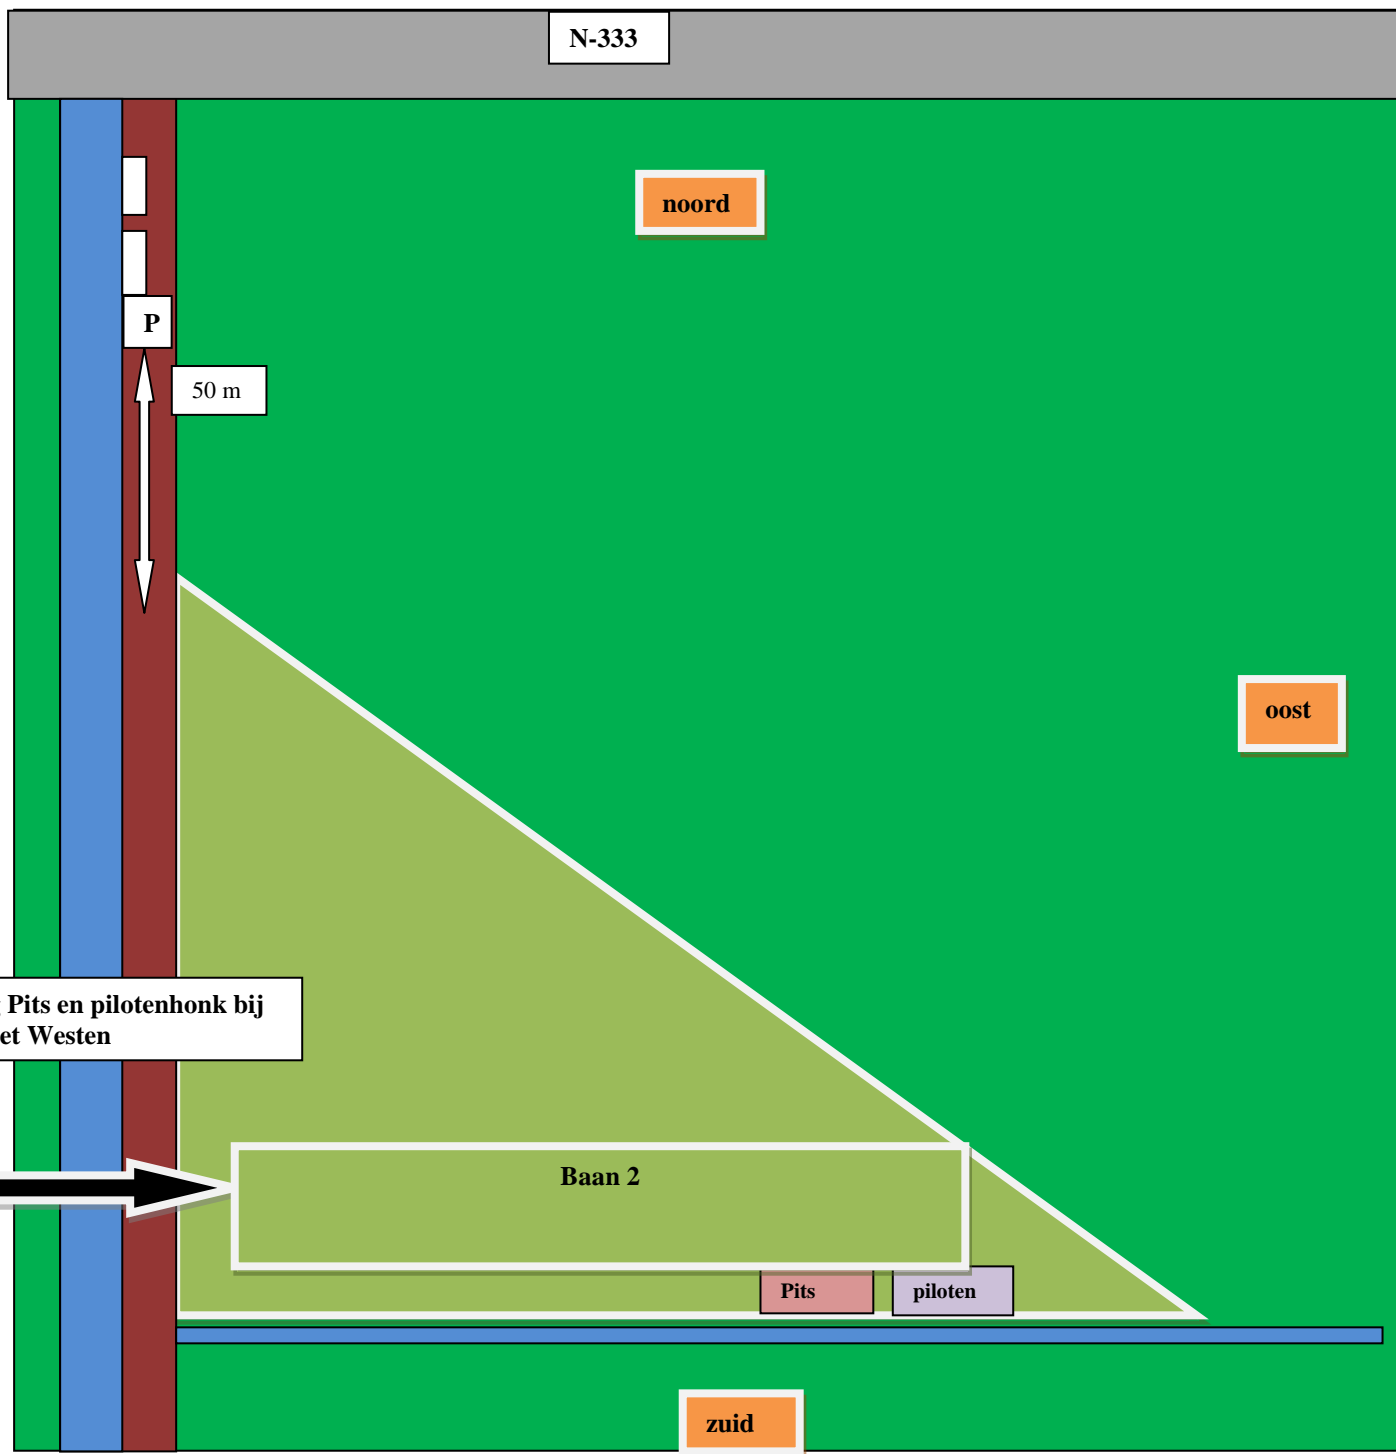 N-333
noord
P
50 m
oost
Pits en pilotenhonk bij
et Westen
Baan 2
Pits
piloten
zuid